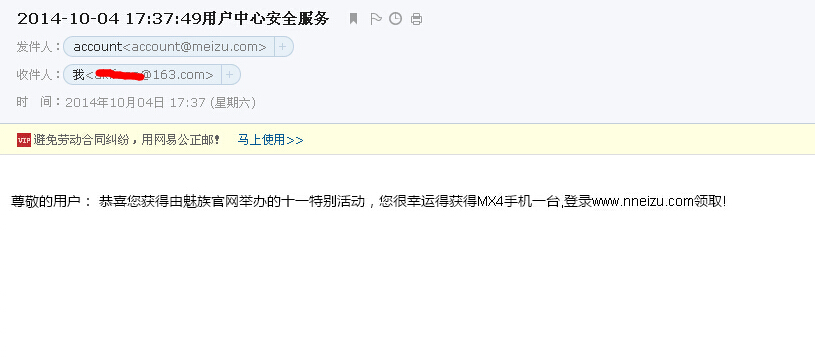 2014-10-04 17:37:49用户中心安全服务
发件人：account<account@meizu.com>+
收件人：我<@163.com>+
时 间：2014年10月04日 17:37 (星期六)
VIP 避免劳动合同纠纷，用网易公正邮！ 马上使用>>
尊敬的用户： 恭喜您获得由魅族官网举办的十一特别活动，您很幸运得获得MX4手机一台,登录www.nneizu.com领取!